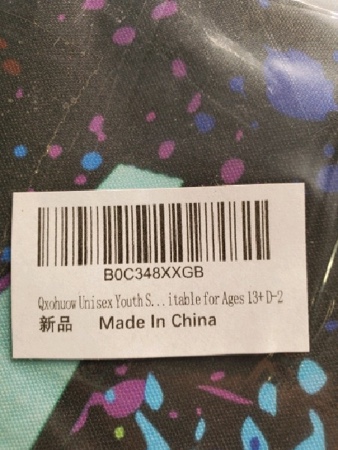 B0C348XXGB
Qxohuow Unisex Youth S...itable for Ages 13+ D-2
新品 Made In China